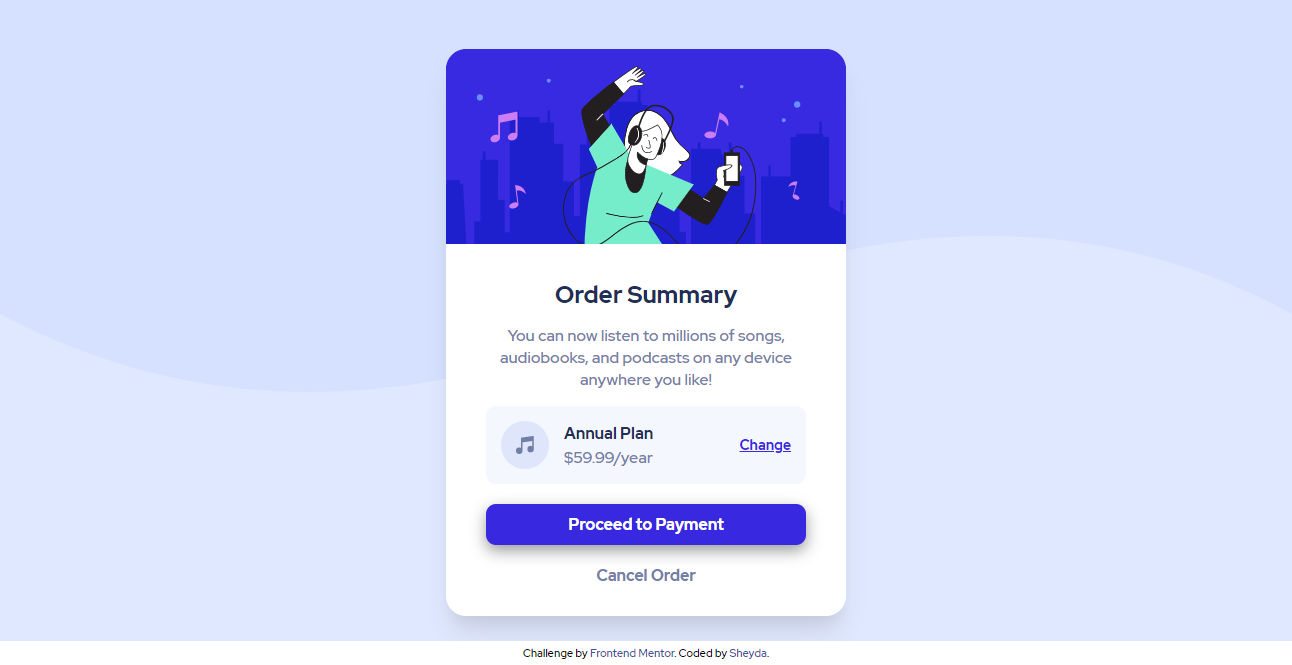 Order Summary
You can now listen to millions of songs,
audiobooks, and podcasts on any device
anywhere you like!
Annual Plan
$59.99/year
Change
Proceed to Payment
Cancel Order
Challenge by Frontend Mentor. Coded by Sheyda.